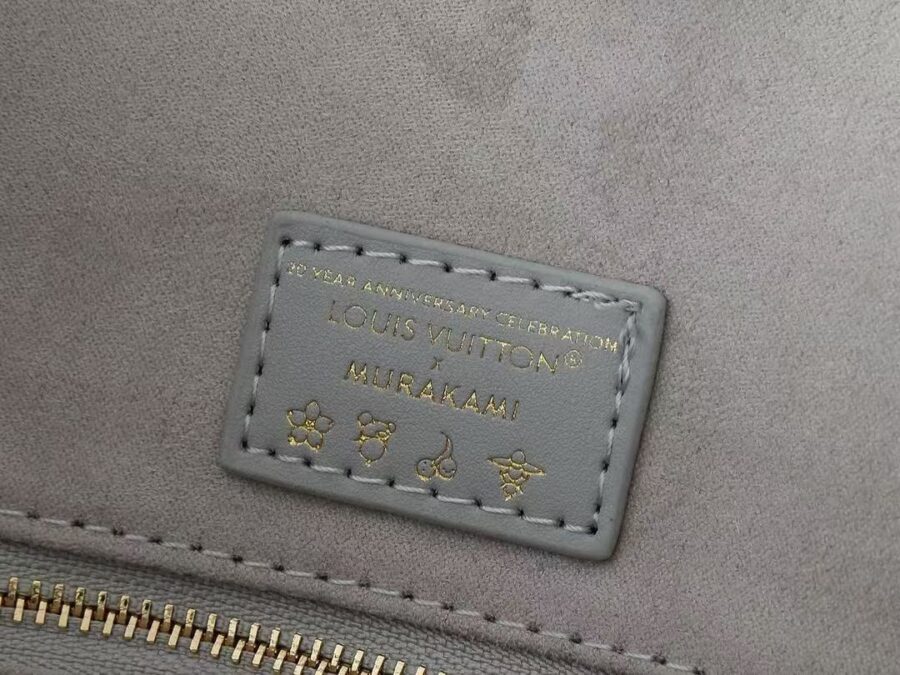 20 YEAR ANNIVERSARY CELEBRATION
LOUIS VUITTON®
x
MURAKAMI